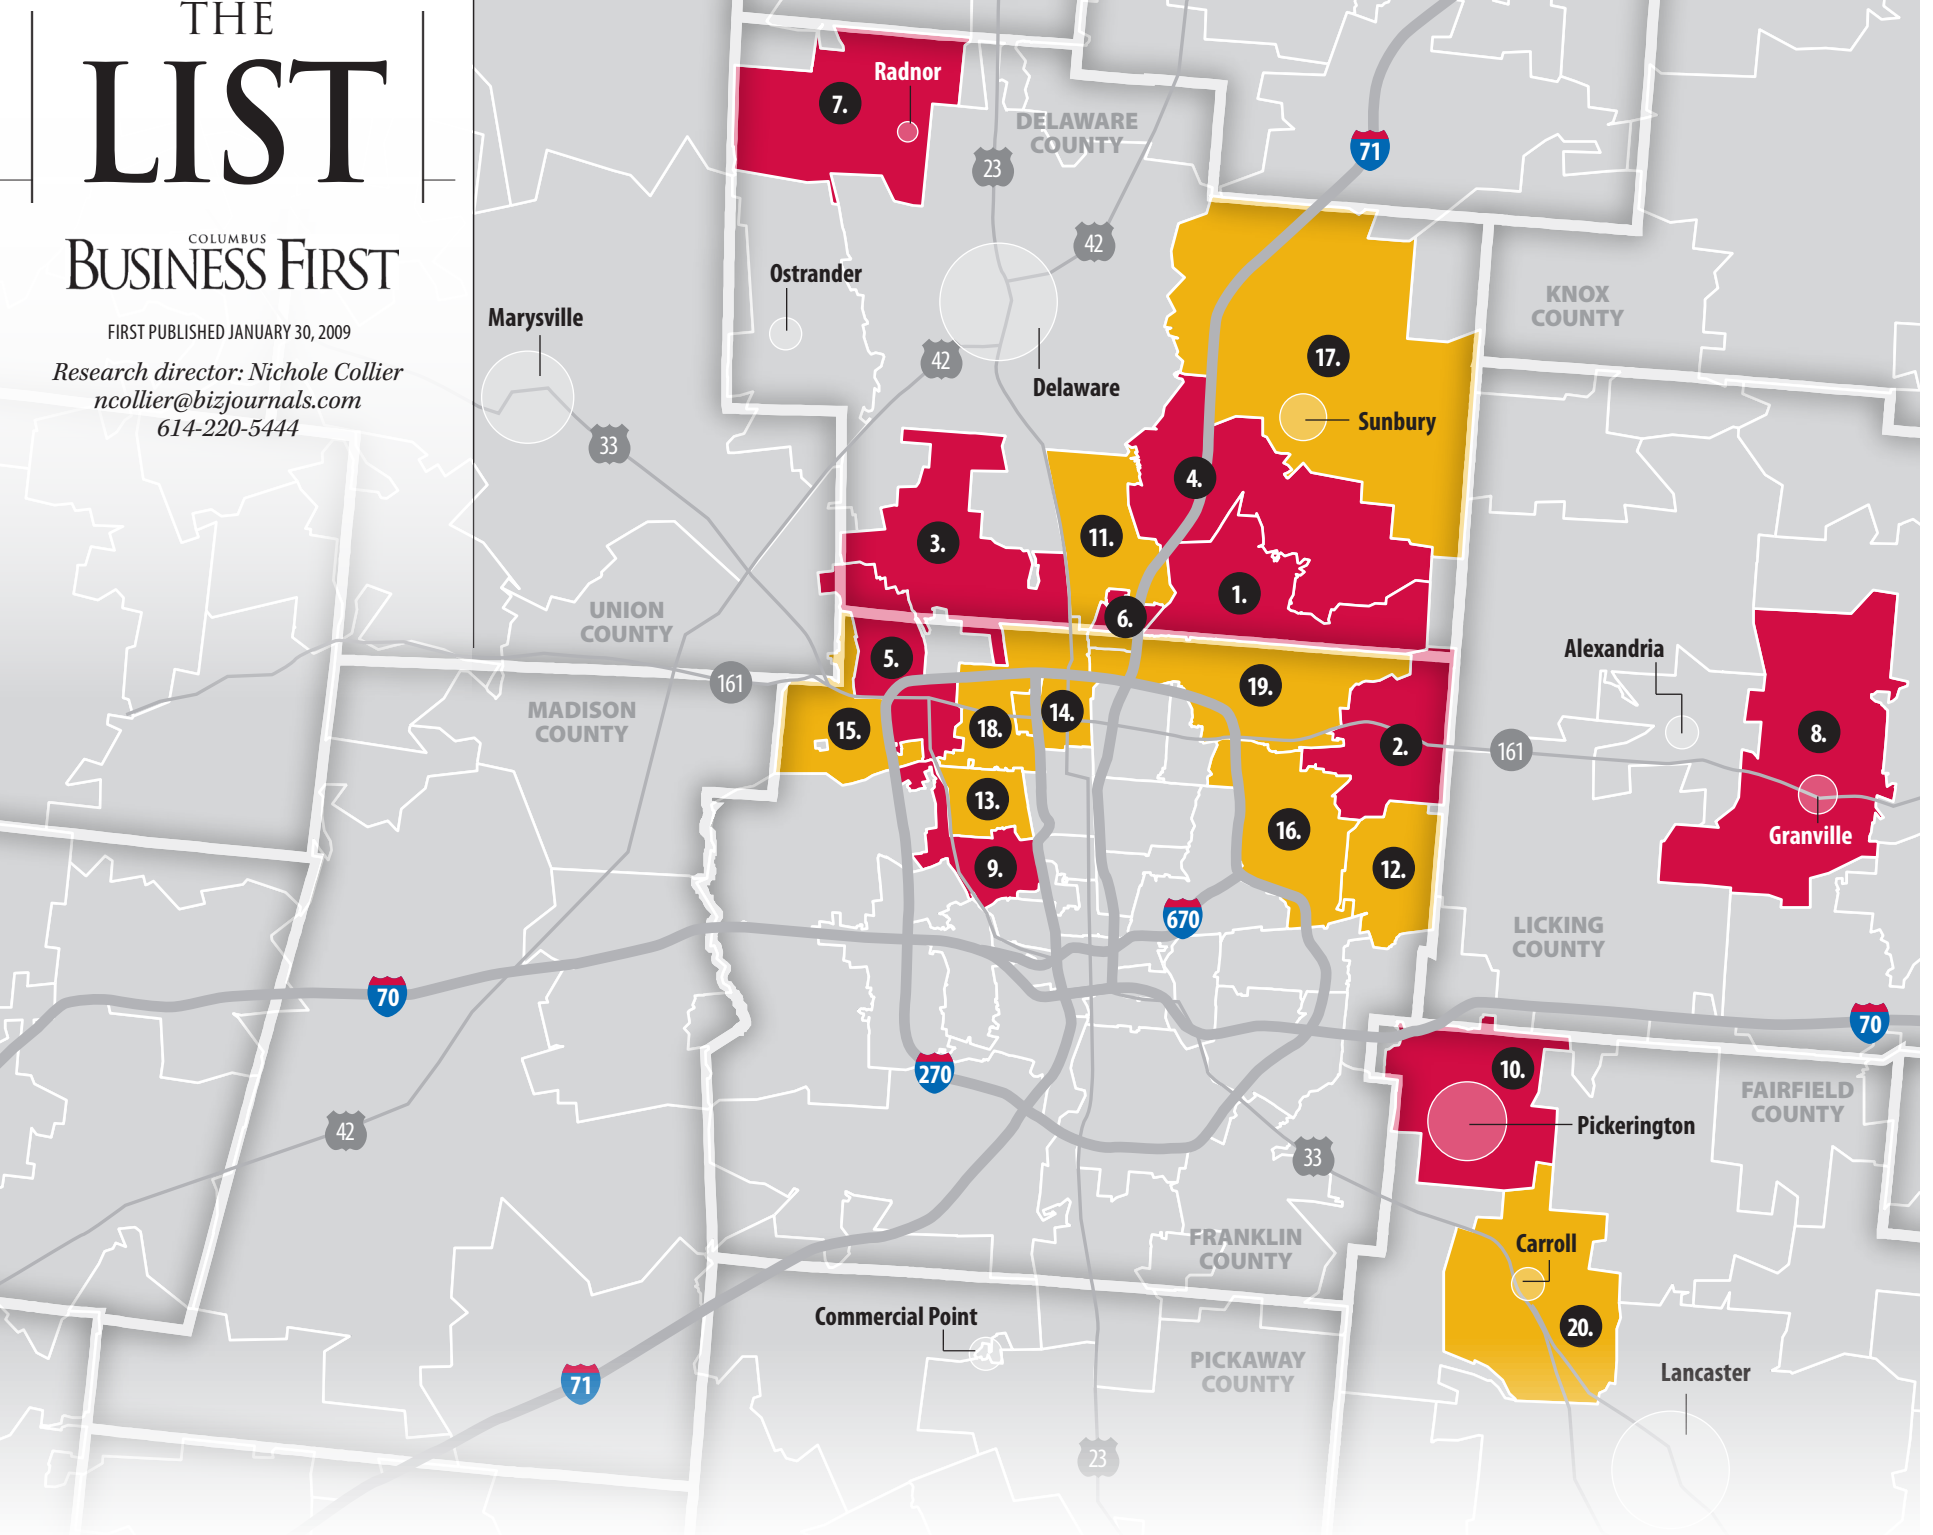 THE
LIST
COLUMBUS
BUSINESS FIRST
FIRST PUBLISHED JANUARY 30, 2009
Research director: Nichole Collier
ncollier@bizjournals.com
614-220-5444
Radnor
7.
DELAWARE
COUNTY
71
23
42
Ostrander
KNOX
COUNTY
Marysville
17.
42
Delaware
Sunbury
33
4.
11.
3.
1.
UNION
COUNTY
6.
Alexandria
5.
161
19.
MADISON
COUNTY
14.
15.
18.
2.
161
8.
13.
Granville
16.
9.
12.
670
LICKING
COUNTY
70
70
270
10.
FAIRFIELD
COUNTY
Pickerington
42
33
FRANKLIN
COUNTY
Carroll
Commercial Point
20.
PICKAWAY
COUNTY
Lancaster
71
23